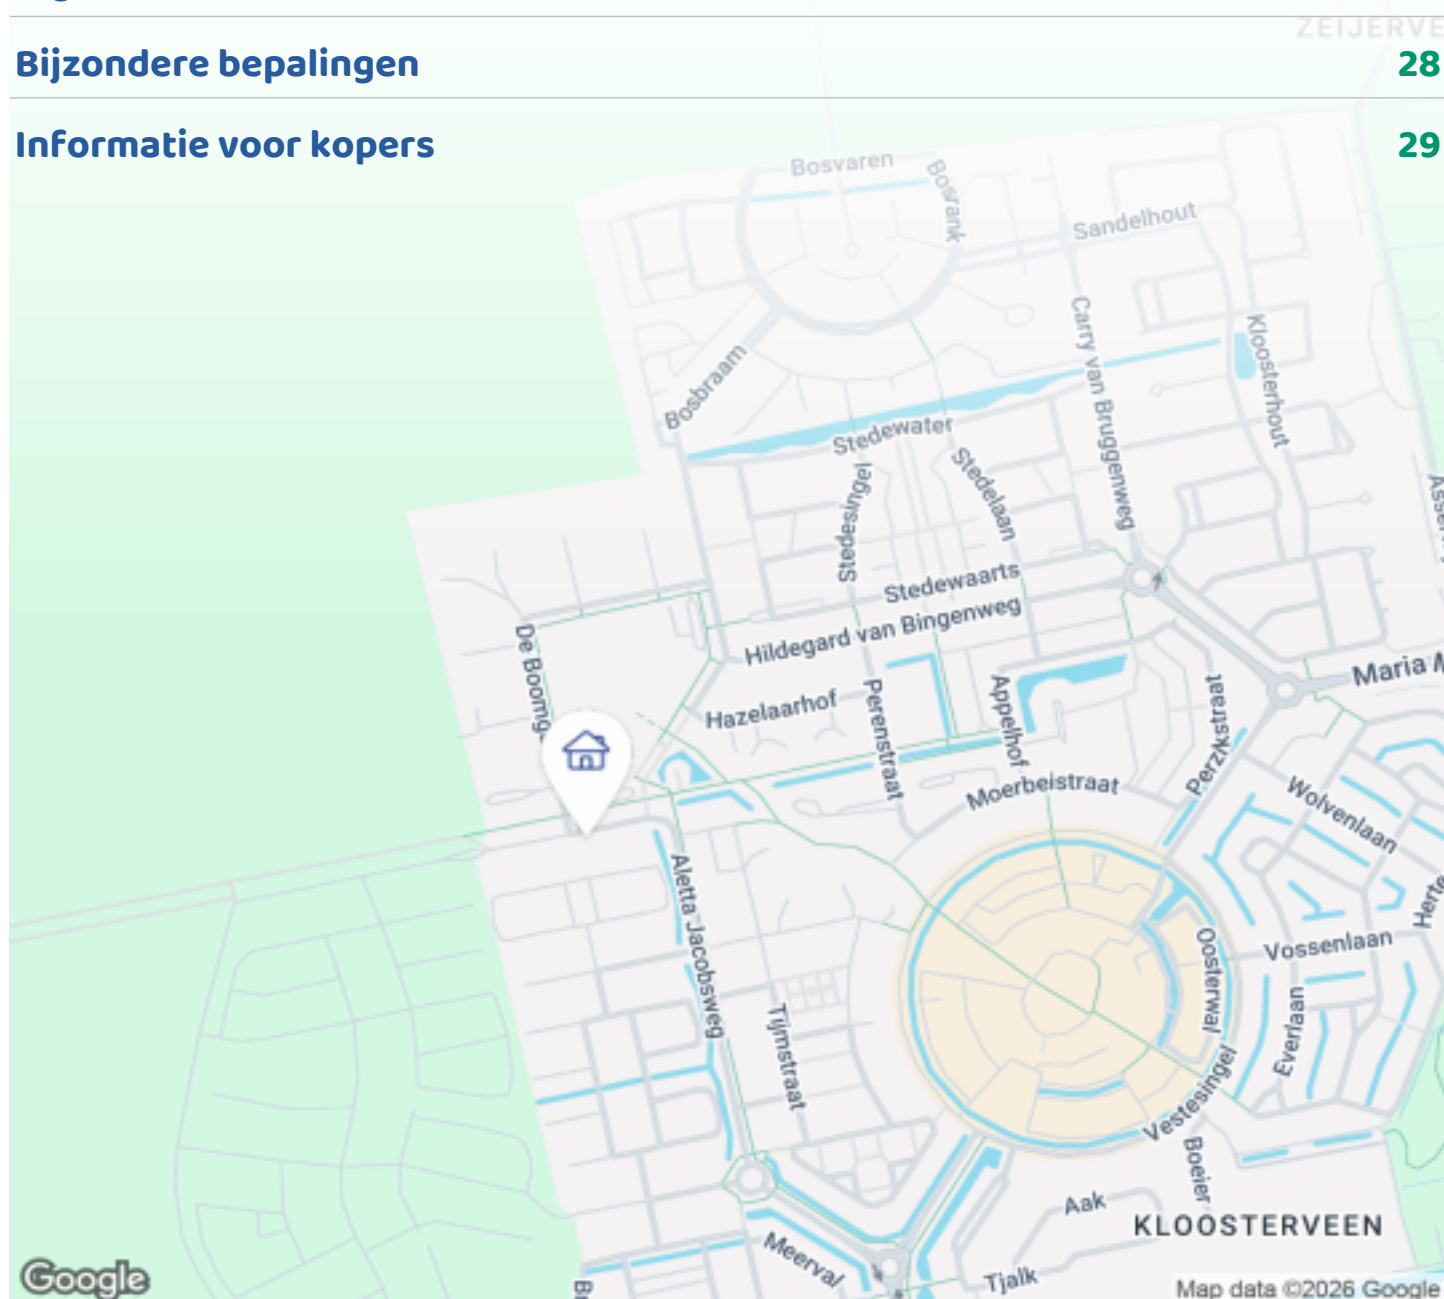 ZEIJERVE
Bijzondere bepalingen 28
Informatie voor kopers 29
Bosvaren
Bosrank
Sandelhout
Carry van Bruggenweg
Kloosterhout
Bosbraam
Stedewater
Stedesingel
Stedelaan
Stedewaarts
Hildegard van Bingenweg
De Boomg
Hazelaarhof
Perenstraat
Appelhof
Perzikstraat
Maria M
Moerbeistraat
Wolvenlaan
Aletta Jacobsweg
Herte
Oosterwal
Vossenlaan
Everlaan
Tijmstraat
Vestesingel
Boeier
Aak
KLOOSTERVEEN
Meerval
Tjalk
Google
Map data ©2026 Google